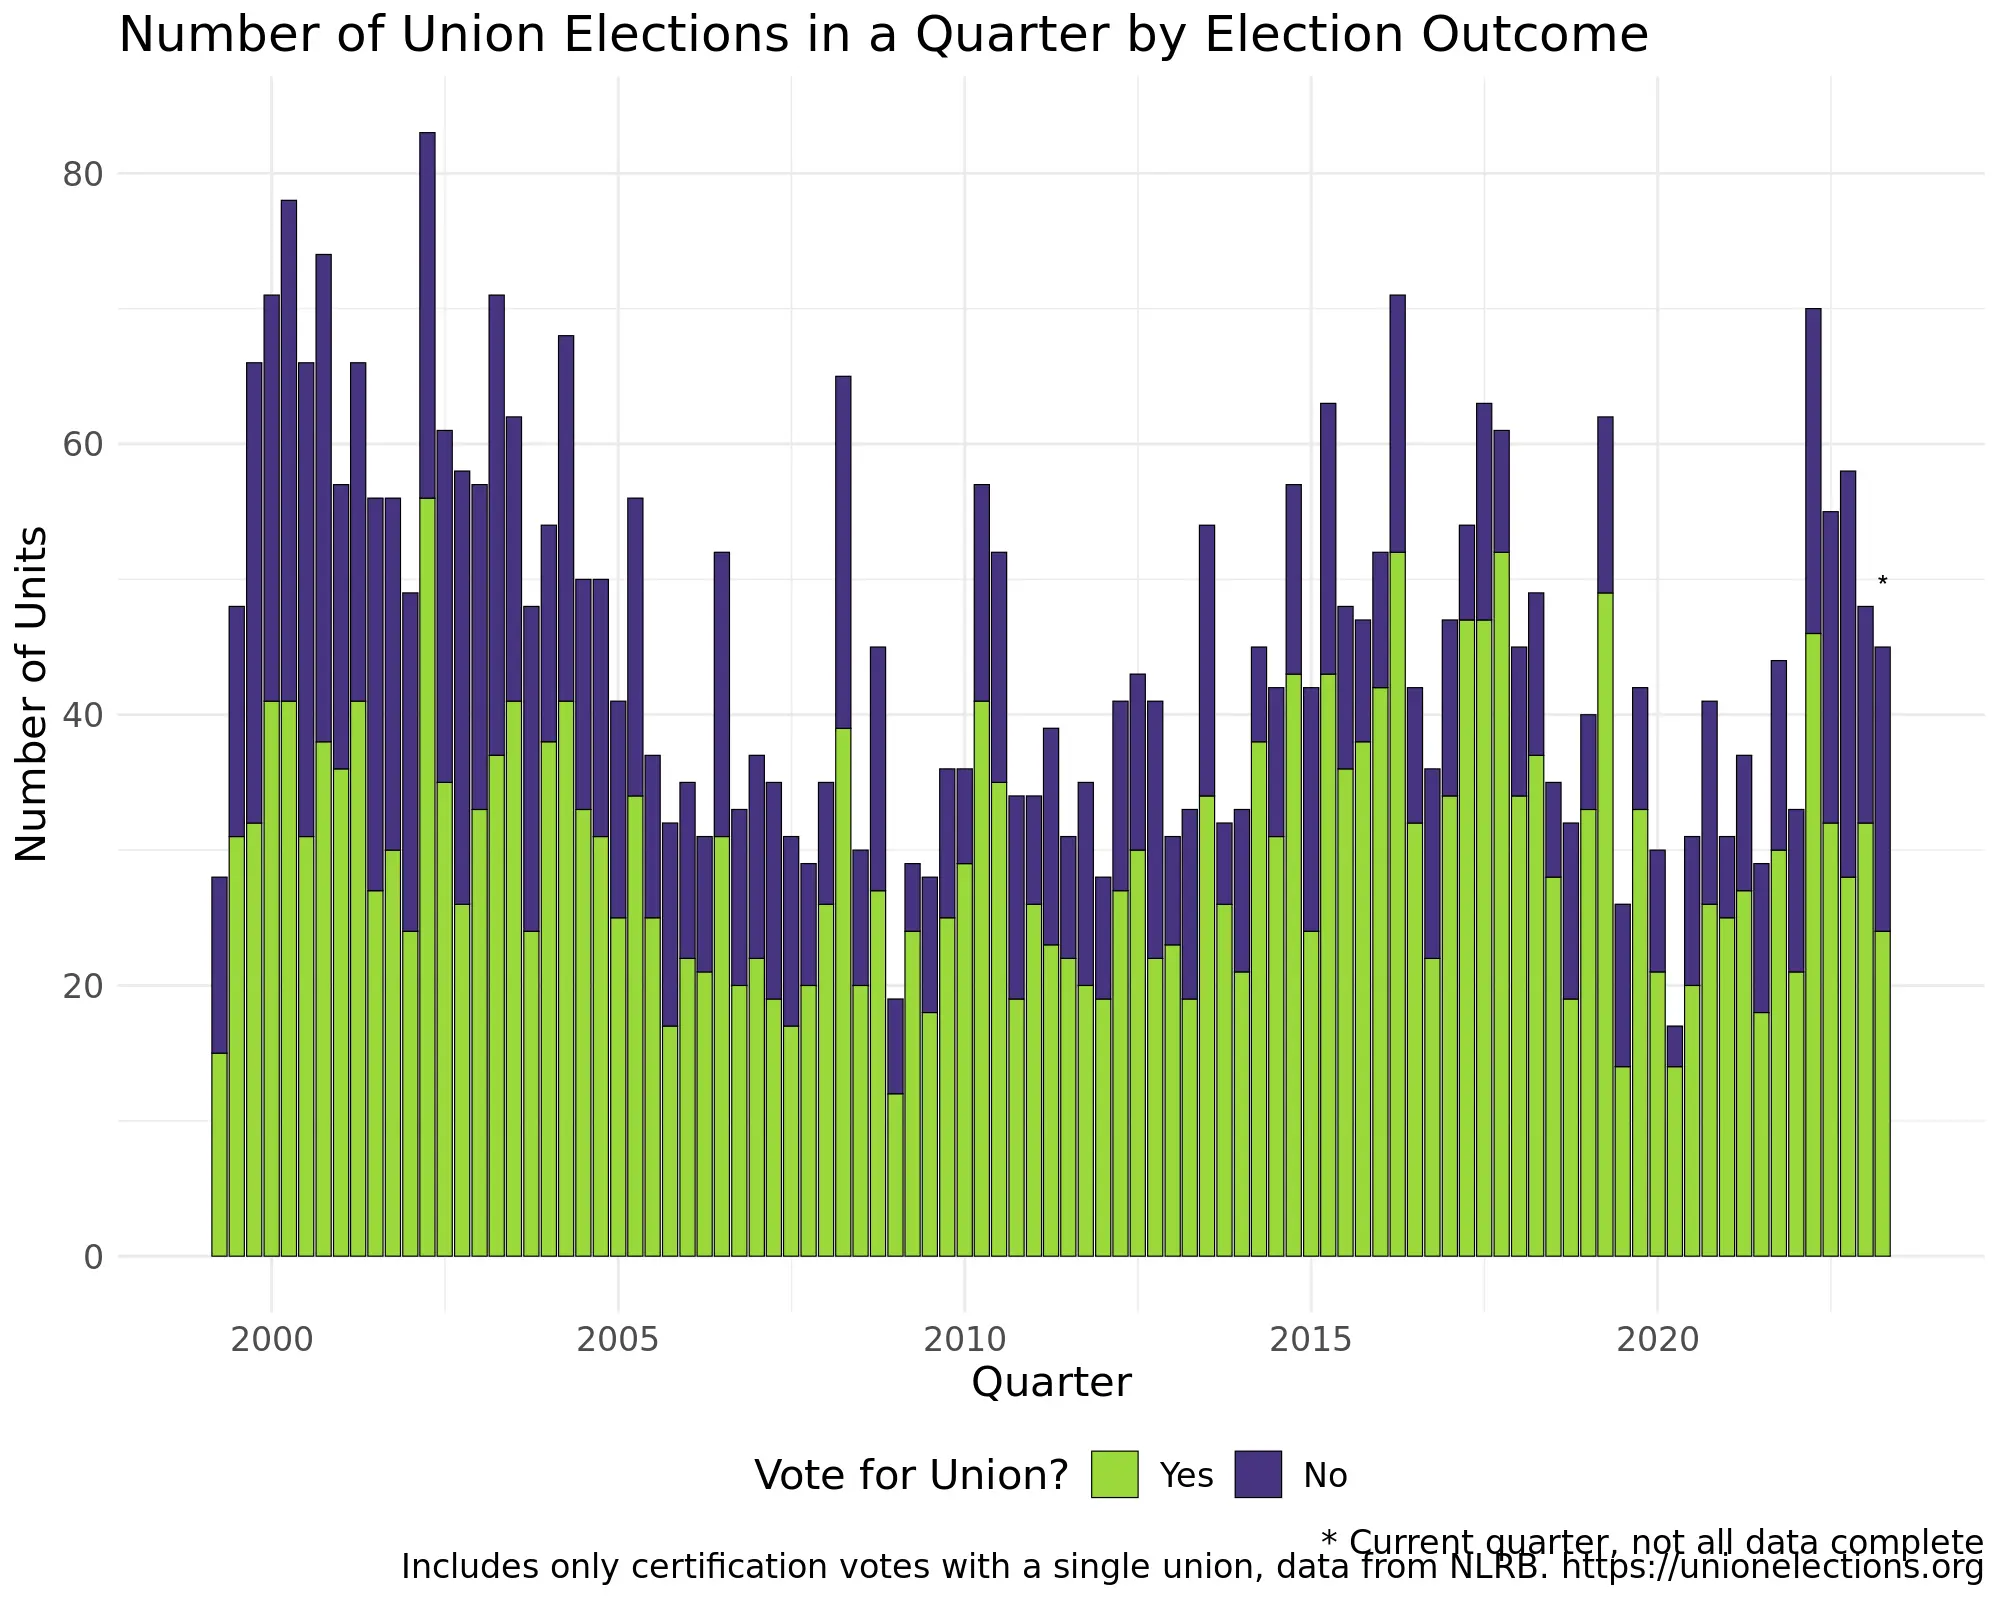 Number of Union Elections in a Quarter by Election Outcome
80
60
40
20
0
Number of Units
*
2000 2005 2010 2015 2020
Quarter
Vote for Union? Yes No
* Current quarter, not all data complete
Includes only certification votes with a single union, data from NLRB. https://unionelections.org